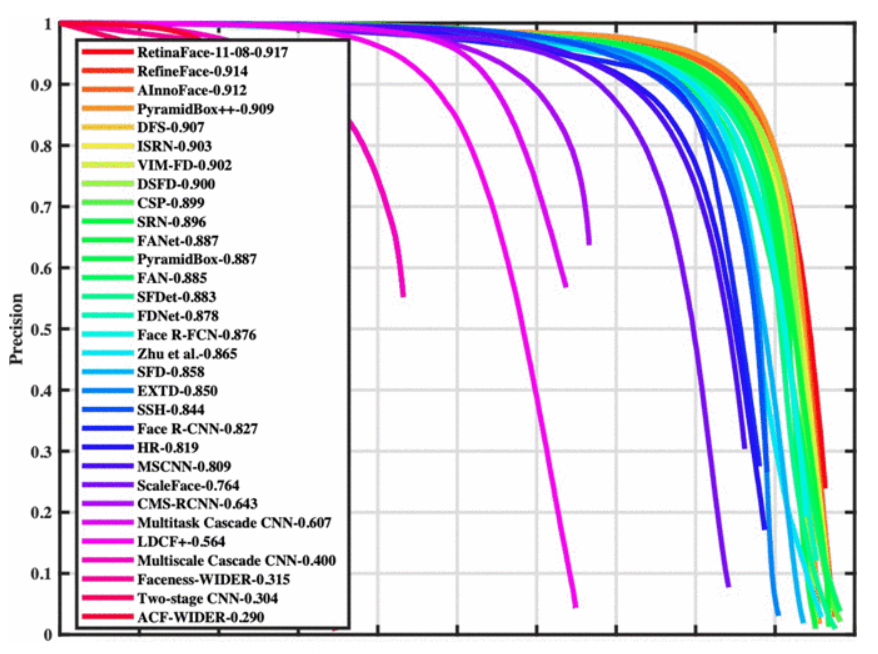 1
0.9
0.8
0.7
0.6
0.5
0.4
0.3
0.2
0.1
0
Precision
RetinaFace-11-08-0.917
RefineFace-0.914
AInnoFace-0.912
PyramidBox++-0.909
DFS-0.907
ISRN-0.903
VIM-FD-0.902
DSFD-0.900
CSP-0.899
SRN-0.896
FANet-0.887
PyramidBox-0.887
FAN-0.885
SFDet-0.883
FDNet-0.878
Face R-FCN-0.876
Zhu et al.-0.865
SFD-0.858
EXTD-0.850
SSH-0.844
Face R-CNN-0.827
HR-0.819
MSCNN-0.809
ScaleFace-0.764
CMS-RCNN-0.643
Multitask Cascade CNN-0.607
LDCF+-0.564
Multiscale Cascade CNN-0.400
Faceness-WIDER-0.315
Two-stage CNN-0.304
ACF-WIDER-0.290